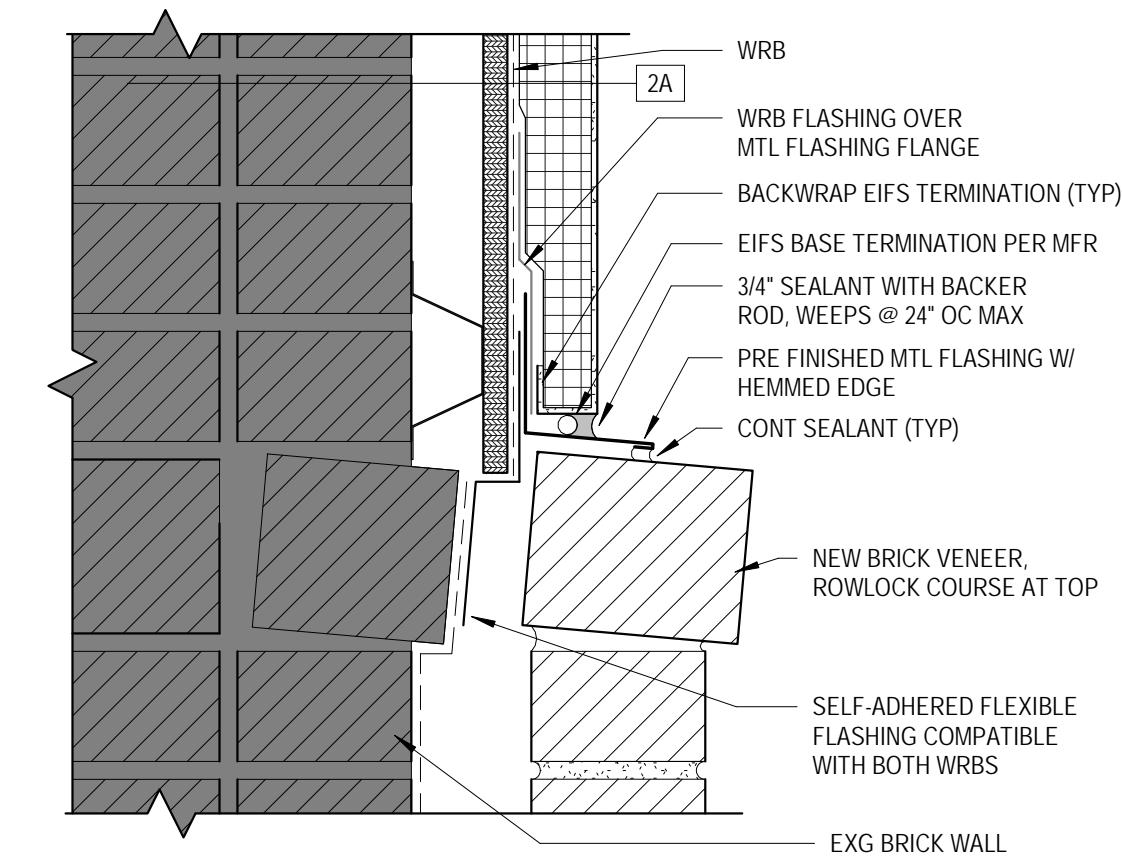 WRB
2A
WRB FLASHING OVER
MTL FLASHING FLANGE
BACKWRAP EIFS TERMINATION (TYP)
EIFS BASE TERMINATION PER MFR
3/4" SEALANT WITH BACKER
ROD, WEEPS @ 24" OC MAX
PRE FINISHED MTL FLASHING W/
HEMMED EDGE
CONT SEALANT (TYP)
NEW BRICK VENEER,
ROWLOCK COURSE AT TOP
SELF-ADHERED FLEXIBLE
FLASHING COMPATIBLE
WITH BOTH WRBS
EXG BRICK WALL